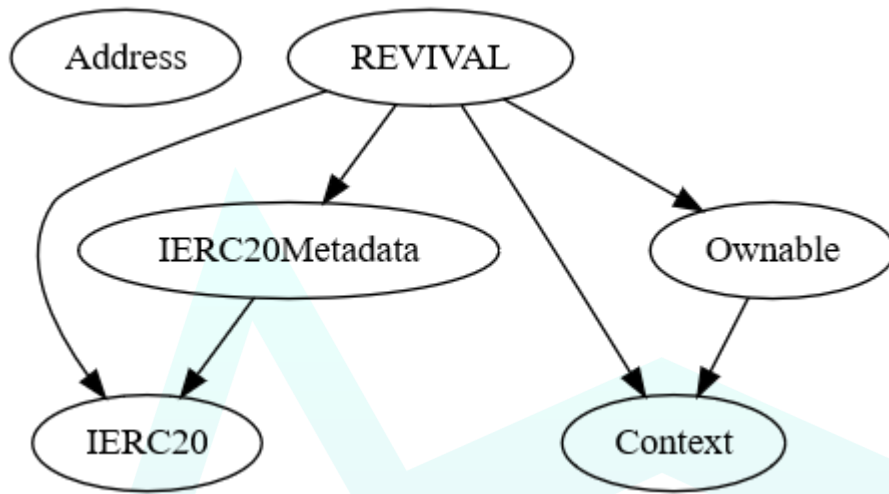 Address
REVIVAL
IERC20Metadata
Ownable
IERC20
Context